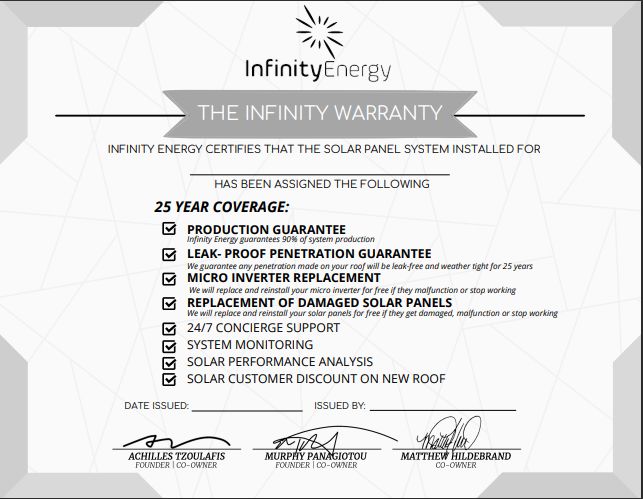 InfinityEnergy
THE INFINITY WARRANTY
INFINITY ENERGY CERTIFIES THAT THE SOLAR PANEL SYSTEM INSTALLED FOR
HAS BEEN ASSIGNED THE FOLLOWING
25 YEAR COVERAGE:
PRODUCTION GUARANTEE
Infinity Energy guarantees 90% of system production
LEAK- PROOF PENETRATION GUARANTEE
We guarantee any penetration made on your roof will be leak-free and weather tight for 25 years
MICRO INVERTER REPLACEMENT
We will replace and reinstall your micro inverter for free if they malfunction or stop working
REPLACEMENT OF DAMAGED SOLAR PANELS
We will replace and reinstall your solar panels for free if they get damaged, malfunction or stop working
24/7 CONCIERGE SUPPORT
SYSTEM MONITORING
SOLAR PERFORMANCE ANALYSIS
SOLAR CUSTOMER DISCOUNT ON NEW ROOF
DATE ISSUED: ISSUED BY:
ACHILLES TZOULAFIS MURPHY PANAGIOTOU MATTHEW HILDEBRAND
FOUNDER | CO-OWNER FOUNDER | CO-OWNER CO-OWNER